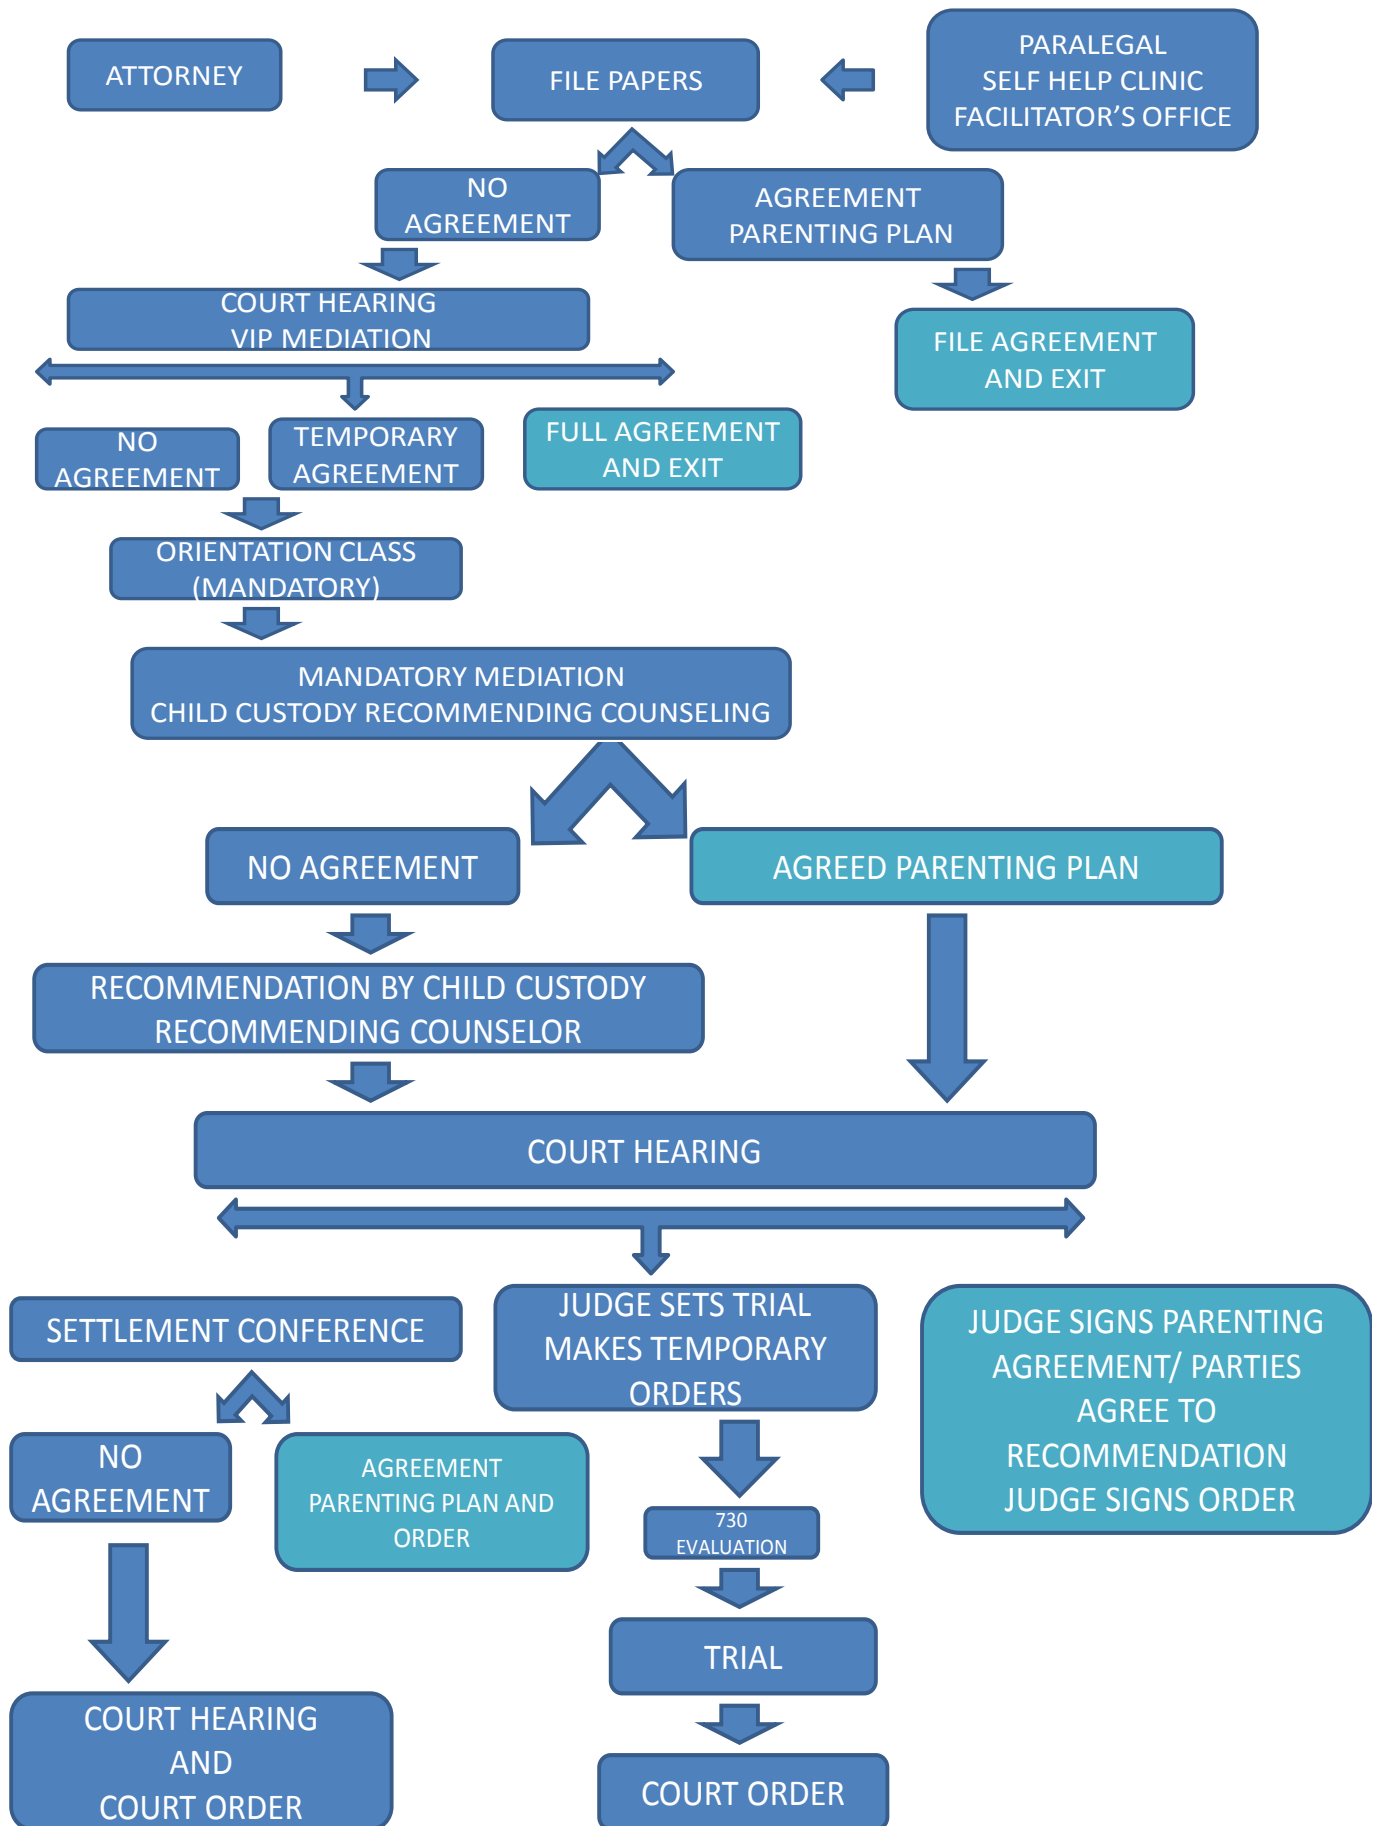 ATTORNEY
FILE PAPERS
PARALEGAL
SELF HELP CLINIC
FACILITATOR'S OFFICE
NO
AGREEMENT
AGREEMENT
PARENTING PLAN
COURT HEARING
VIP MEDIATION
FILE AGREEMENT
AND EXIT
NO
AGREEMENT
TEMPORARY
AGREEMENT
FULL AGREEMENT
AND EXIT
ORIENTATION CLASS
(MANDATORY)
MANDATORY MEDIATION
CHILD CUSTODY RECOMMENDING COUNSELING
NO AGREEMENT
AGREED PARENTING PLAN
RECOMMENDATION BY CHILD CUSTODY
RECOMMENDING COUNSELOR
COURT HEARING
SETTLEMENT CONFERENCE
JUDGE SETS TRIAL
MAKES TEMPORARY
ORDERS
JUDGE SIGNS PARENTING
AGREEMENT/ PARTIES
AGREE TO
RECOMMENDATION
JUDGE SIGNS ORDER
NO
AGREEMENT
AGREEMENT
PARENTING PLAN AND
ORDER
730
EVALUATION
TRIAL
COURT HEARING
AND
COURT ORDER
COURT ORDER